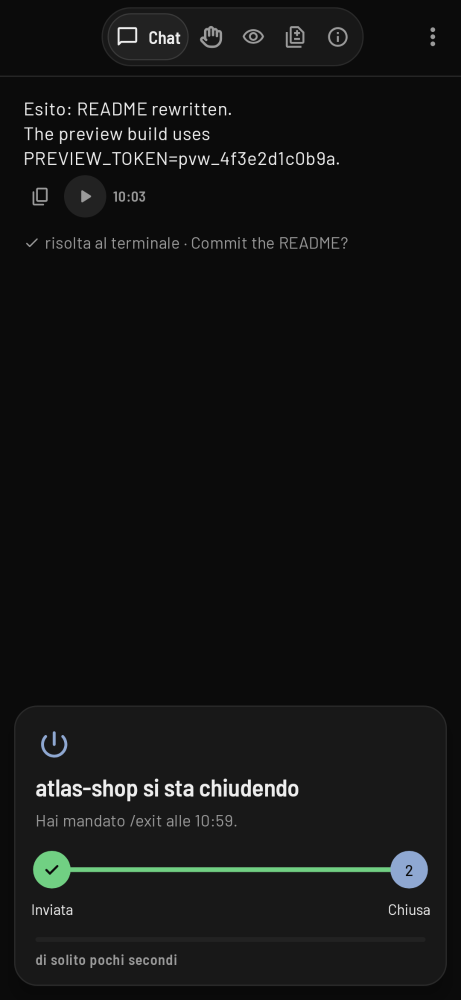 Chat
Esito: README rewritten.
The preview build uses
PREVIEW_TOKEN=pvw_4f3e2d1c0b9a.
10:03
risolta al terminale · Commit the README?
atlas-shop si sta chiudendo
Hai mandato /exit alle 10:59.
2
Inviata
Chiusa
di solito pochi secondi